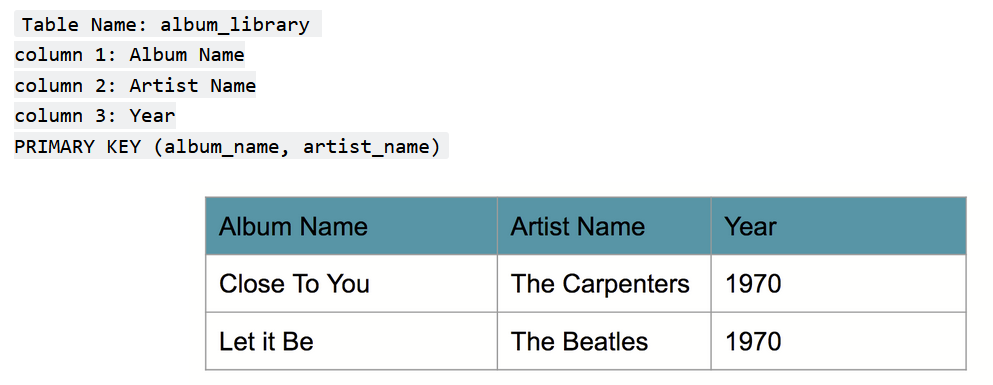 Table Name: album_library
column 1: Album Name
column 2: Artist Name
column 3: Year
PRIMARY KEY (album_name, artist_name)
Album Name Artist Name Year
Close To You The Carpenters 1970
Let it Be The Beatles 1970